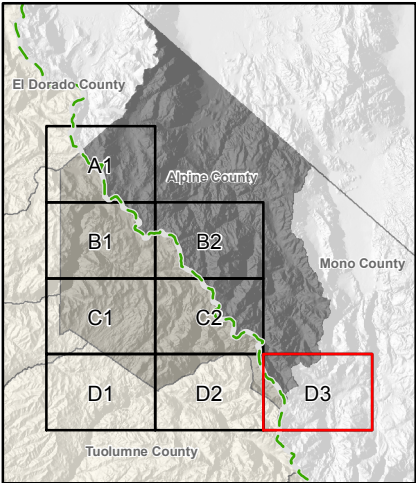 El Dorado County
A1
Alpine County
B1
B2
Mono County
C1
C2
D1
D2
D3
Tuolumne County